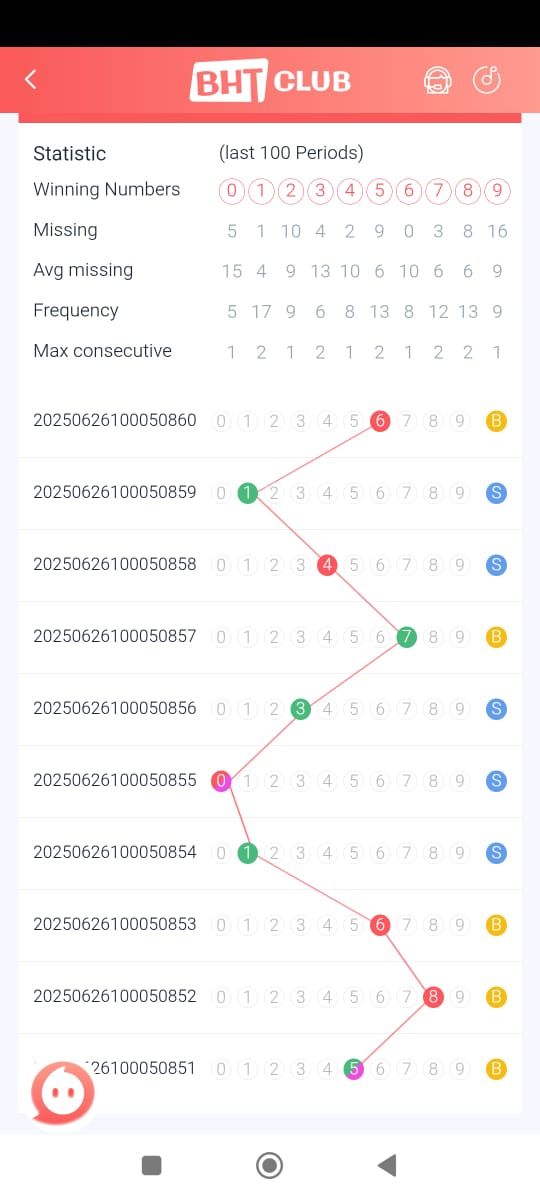 BHT CLUB
Statistic (last 100 Periods)
Winning Numbers 0 1 2 3 4 5 6 7 8 9
Missing 5 1 10 4 2 9 0 3 8 16
Avg missing 15 4 9 13 10 6 10 6 6 9
Frequency 5 17 9 6 8 13 8 12 13 9
Max consecutive 1 2 1 2 1 2 1 2 2 1
20250626100050860 0 1 2 3 4 5 6 7 8 9 B
20250626100050859 0 1 2 3 4 5 6 7 8 9 S
20250626100050858 0 1 2 3 4 5 6 7 8 9 S
20250626100050857 0 1 2 3 4 5 6 7 8 9 B
20250626100050856 0 1 2 3 4 5 6 7 8 9 S
20250626100050855 0 1 2 3 4 5 6 7 8 9 S
20250626100050854 0 1 2 3 4 5 6 7 8 9 S
20250626100050853 0 1 2 3 4 5 6 7 8 9 B
20250626100050852 0 1 2 3 4 5 6 7 8 9 B
26100050851 0 1 2 3 4 5 6 7 8 9 B